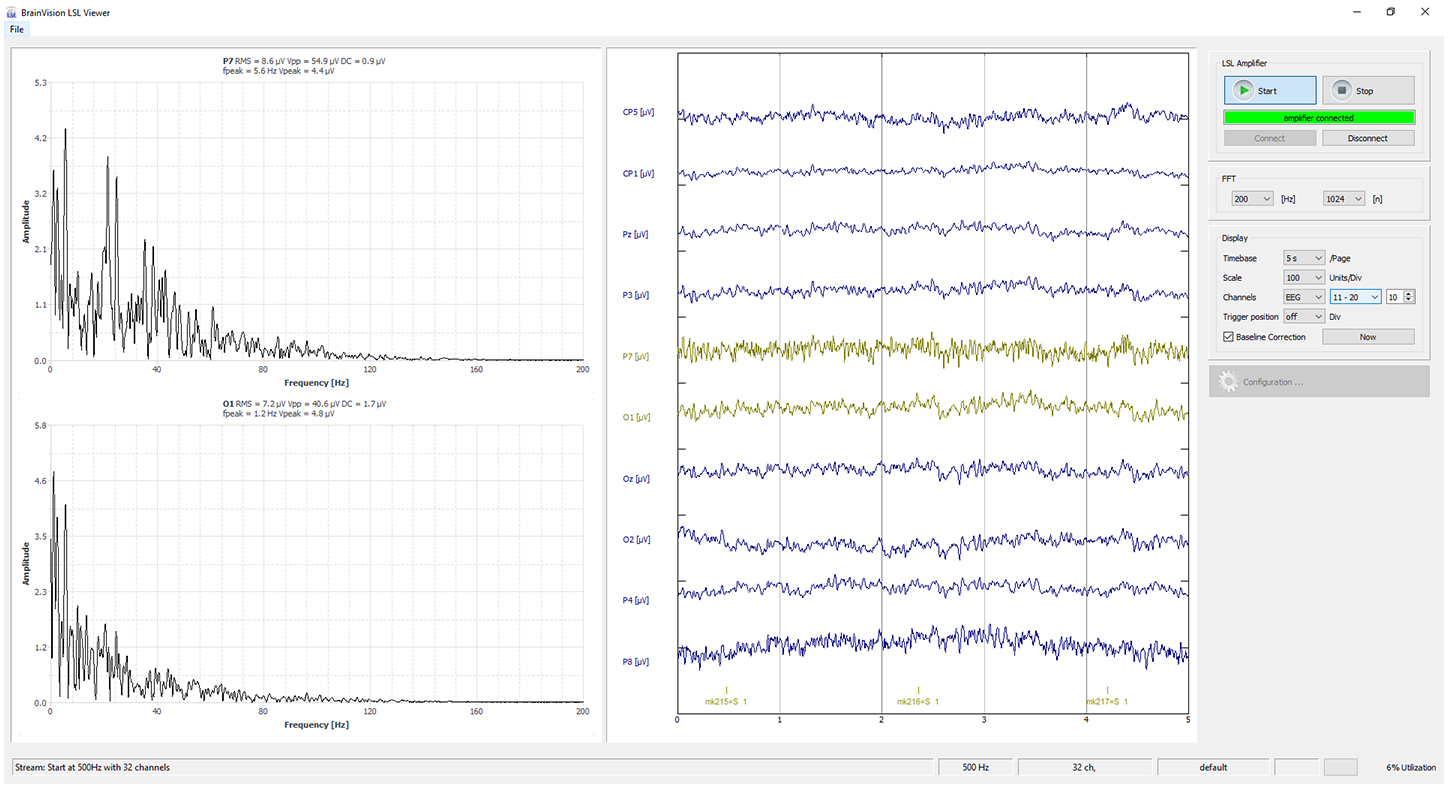 LSL BrainVision LSL Viewer
File
P7 RMS = 8.6 µV Vpp = 54.9 µV DC = 0.9 µV
fpeak = 5.6 Hz Vpeak = 4.4 µV
5.3
4.2
3.2
2.1
1.1
0.0
Amplitude
0 40 80 120 160 200
Frequency [Hz]
O1 RMS = 7.2 µV Vpp = 40.6 µV DC = 1.7 µV
fpeak = 1.2 Hz Vpeak = 4.8 µV
5.8
4.6
3.5
2.3
1.2
0.0
Amplitude
0 40 80 120 160 200
Frequency [Hz]
CP5 [µV]
CP1 [µV]
Pz [µV]
P3 [µV]
P7 [µV]
O1 [µV]
Oz [µV]
O2 [µV]
P4 [µV]
P8 [µV]
mk215×S 1 mk216×S 1 mk217×S 1
0 1 2 3 4 5
LSL Amplifier
Start Stop
amplifier connected
Connect Disconnect
FFT
200 [Hz] 1024 [n]
Display
Timebase 5 s /Page
Scale 100 Units/Div
Channels EEG 11 - 20 10
Trigger position off Div
Baseline Correction Now
Configuration ...
Stream: Start at 500Hz with 32 channels 500 Hz 32 ch, default 6% Utilization